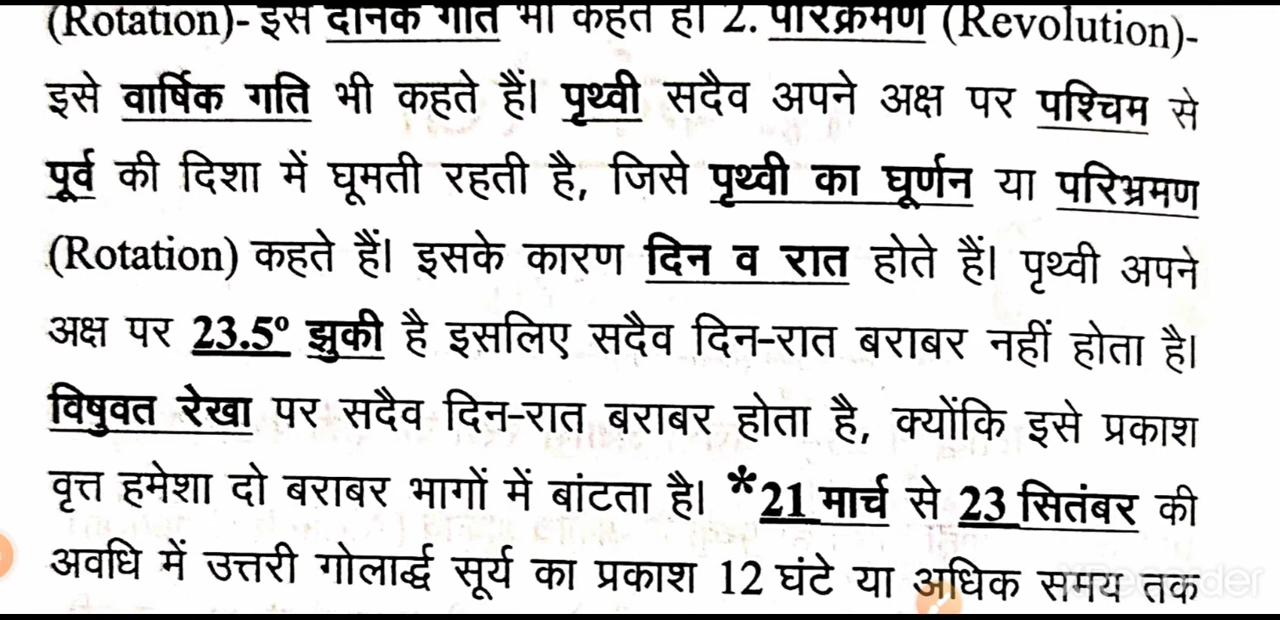 (Rotation)- इसे दैनिक गति भी कहते हैं। 2. परिक्रमण (Revolution)-
इसे वार्षिक गति भी कहते हैं। पृथ्वी सदैव अपने अक्ष पर पश्चिम से
पूर्व की दिशा में घूमती रहती है, जिसे पृथ्वी का घूर्णन या परिभ्रमण
(Rotation) कहते हैं। इसके कारण दिन व रात होते हैं। पृथ्वी अपने
अक्ष पर 23.5º झुकी है इसलिए सदैव दिन-रात बराबर नहीं होता है।
विषुवत रेखा पर सदैव दिन-रात बराबर होता है, क्योंकि इसे प्रकाश
वृत्त हमेशा दो बराबर भागों में बांटता है। *21 मार्च से 23 सितंबर की
अवधि में उत्तरी गोलार्द्ध सूर्य का प्रकाश 12 घंटे या अधिक समय तक
XRecorder